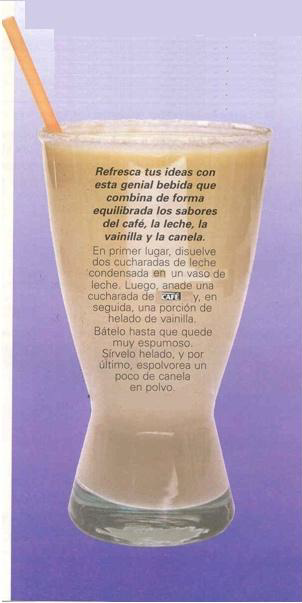 Refresca tus ideas con
esta genial bebida que
combina de forma
equilibrada los sabores
del café, la leche, la
vainilla y la canela.
En primer lugar, disuelve
dos cucharadas de leche
condensada en un vaso de
leche. Luego, anade una
cucharada de CAFÉ y, en
seguida, una porción de
helado de vainilla.
Bátelo hasta que quede
muy espumoso.
Sírvelo helado, y por
último, espolvorea un
poco de canela
en polvo.